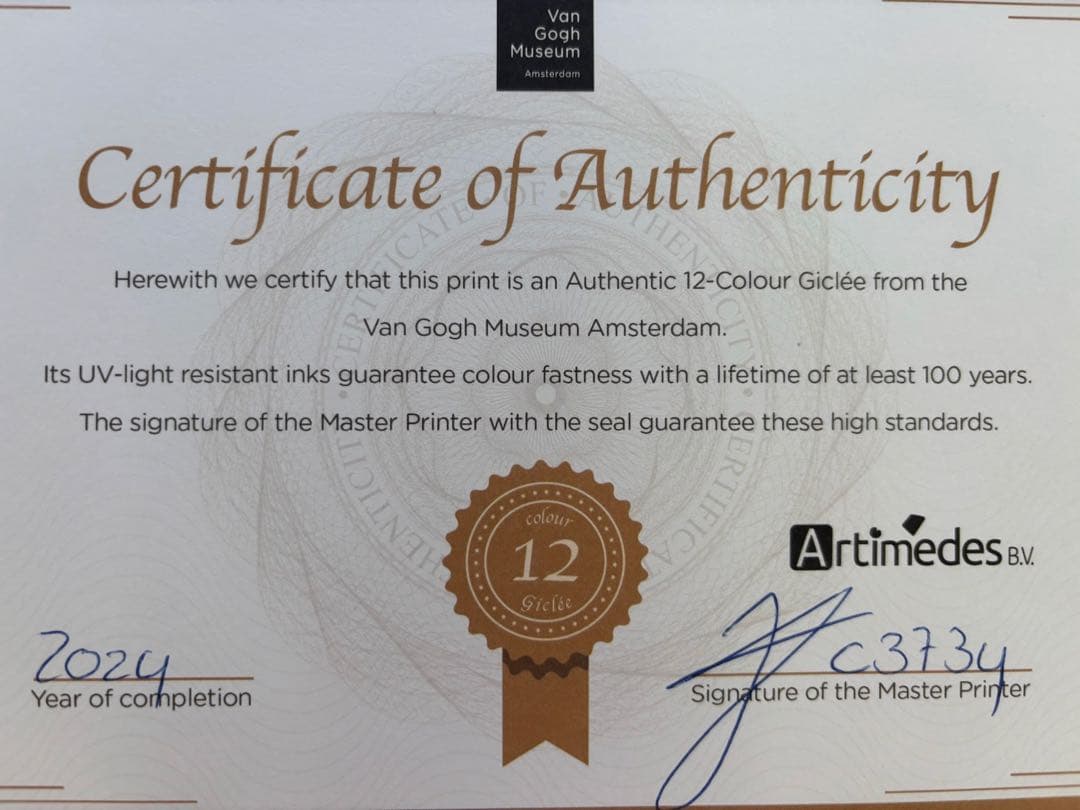 Van
Gogh
Museum
Amsterdam
Certificate of Authenticity
CERTIFICATE OF AUTHENTICITY
Herewith we certify that this print is an Authentic 12-Colour Giclée from the
Van Gogh Museum Amsterdam.
Its UV-light resistant inks guarantee colour fastness with a lifetime of at least 100 years.
The signature of the Master Printer with the seal guarantee these high standards.
colour
12
Giclée
Artimedes B.V.
2024
Year of completion
C3734
Signature of the Master Printer